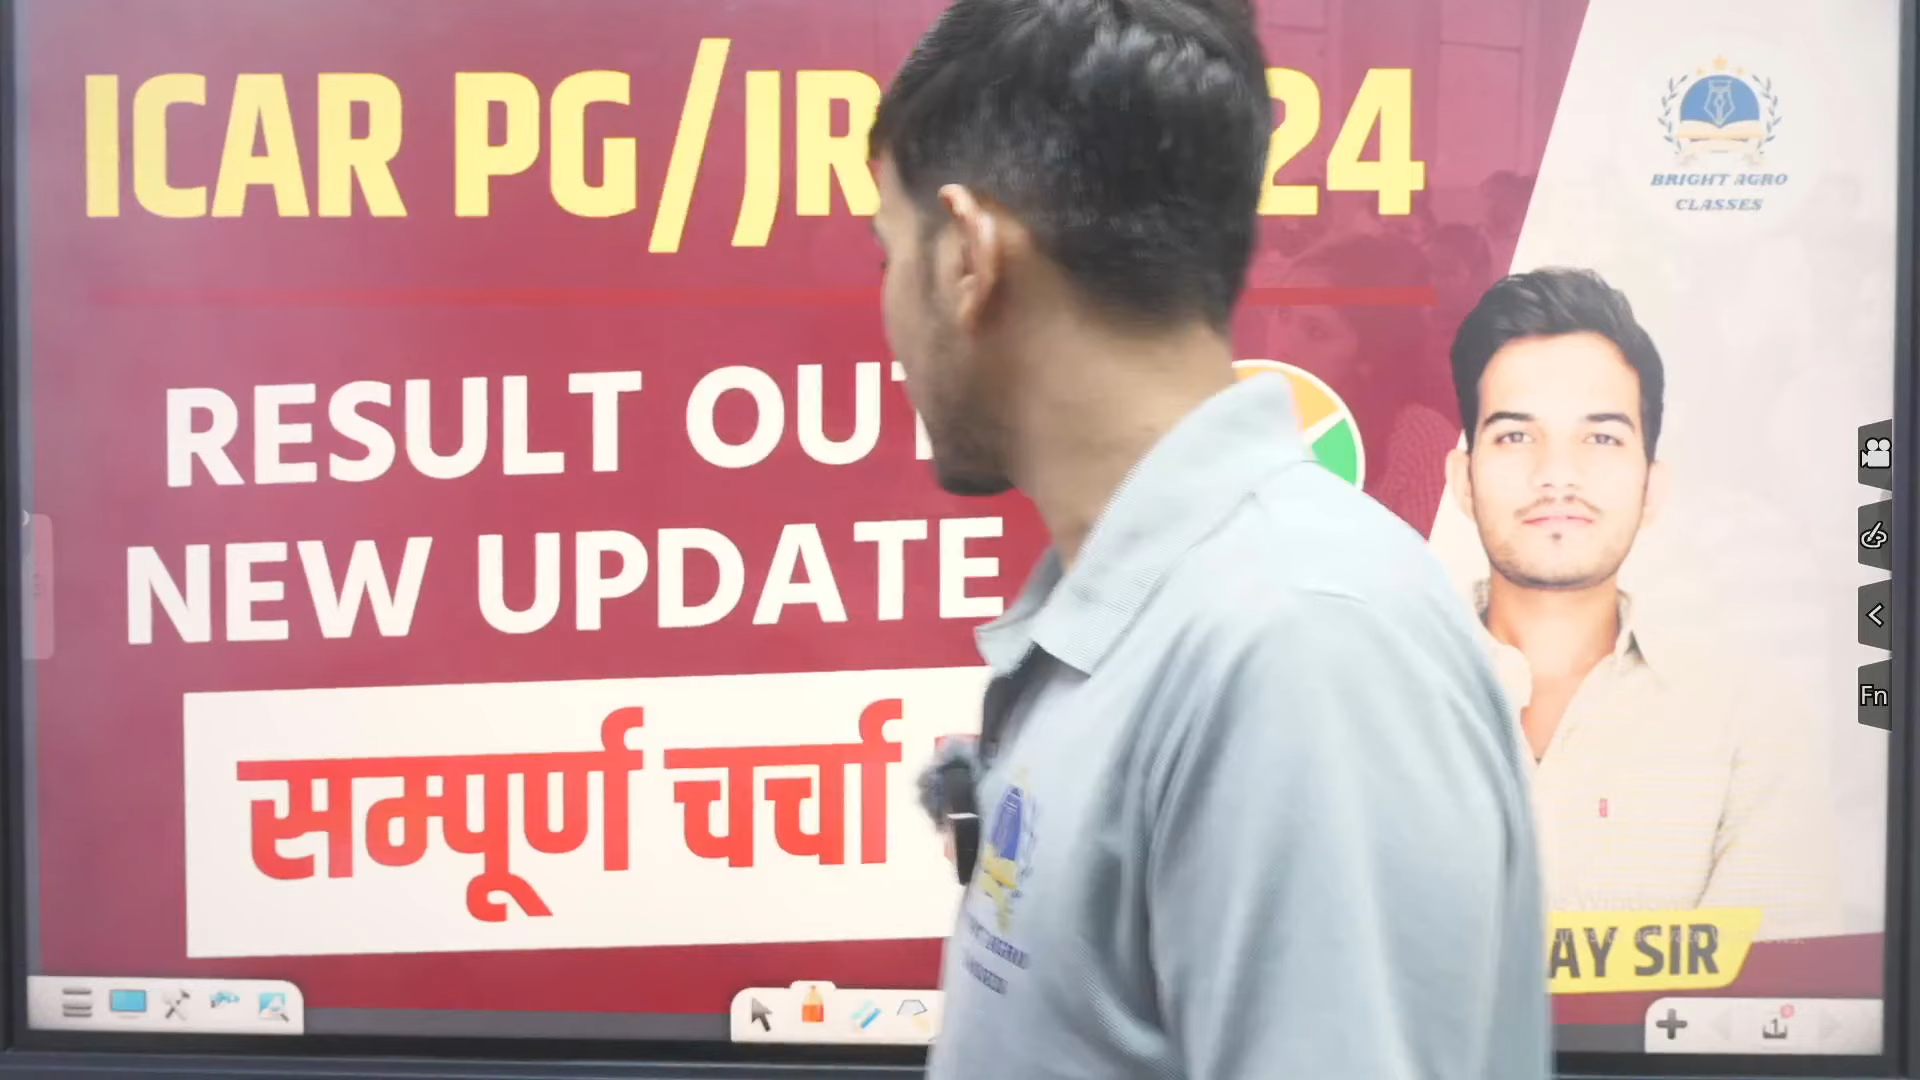 ICAR PG/JR 24
BRIGHT AGRO
CLASSES
RESULT OUT
NEW UPDATE
सम्पूर्ण चर्चा
AY SIR
Fn